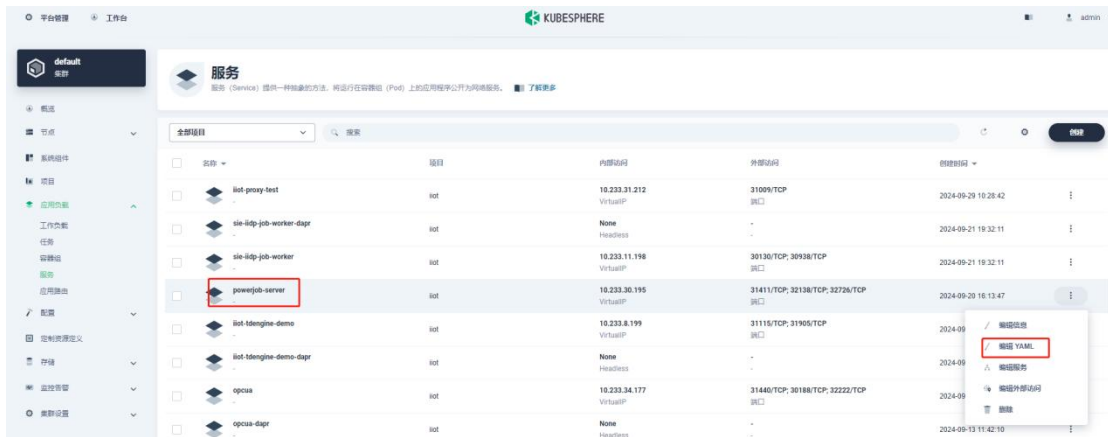 平台管理 工作台 KUBESPHERE admin
default
集群
服务
服务（Service）提供一种抽象的方法，将运行在容器组（Pod）上的应用程序公开为网络服务。 了解更多
概览
节点
系统组件
项目
应用负载
工作负载
任务
容器组
服务
应用路由
配置
定制资源定义
存储
监控告警
集群设置
全部项目 搜索 创建
名称 项目 内部访问 外部访问 创建时间
iiot-proxy-test iiot 10.233.31.212 31009/TCP 2024-09-29 10:28:42
- VirtualIP 端口
sie-iidp-job-worker-dapr iiot None - 2024-09-21 19:32:11
- Headless -
sie-iidp-job-worker iiot 10.233.11.198 30130/TCP; 30938/TCP 2024-09-21 19:32:11
- VirtualIP 端口
powerjob-server iiot 10.233.30.195 31411/TCP; 32138/TCP; 32726/TCP 2024-09-20 16:13:47
- VirtualIP 端口
iiot-tdengine-demo iiot 10.233.8.199 31115/TCP; 31905/TCP 2024-09
- VirtualIP 端口
iiot-tdengine-demo-dapr iiot None - 2024-09
- Headless -
opcua iiot 10.233.34.177 31440/TCP; 30188/TCP; 32222/TCP 2024-09
- VirtualIP 端口
opcua-dapr iiot None - 2024-09-13 11:42:10
- Headless
编辑信息
编辑 YAML
编辑服务
编辑外部访问
删除